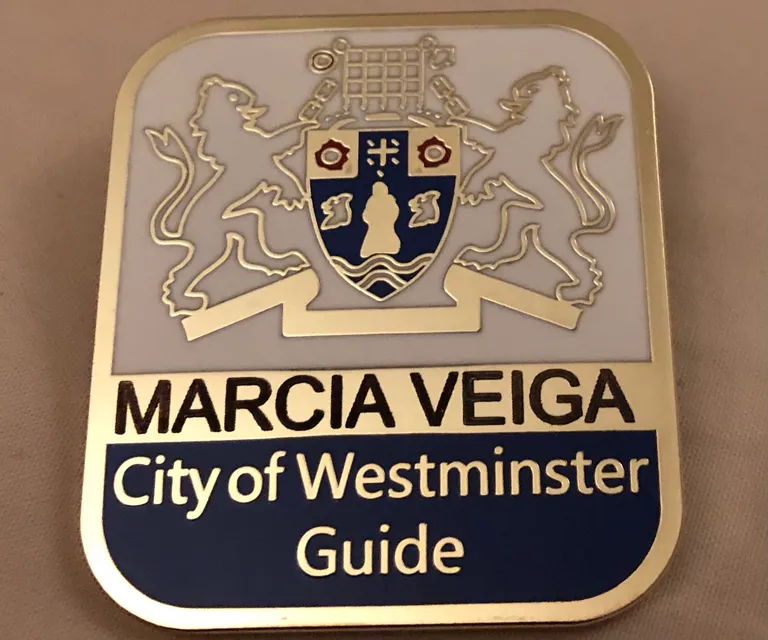 MARCIA VEIGA
City of Westminster
Guide